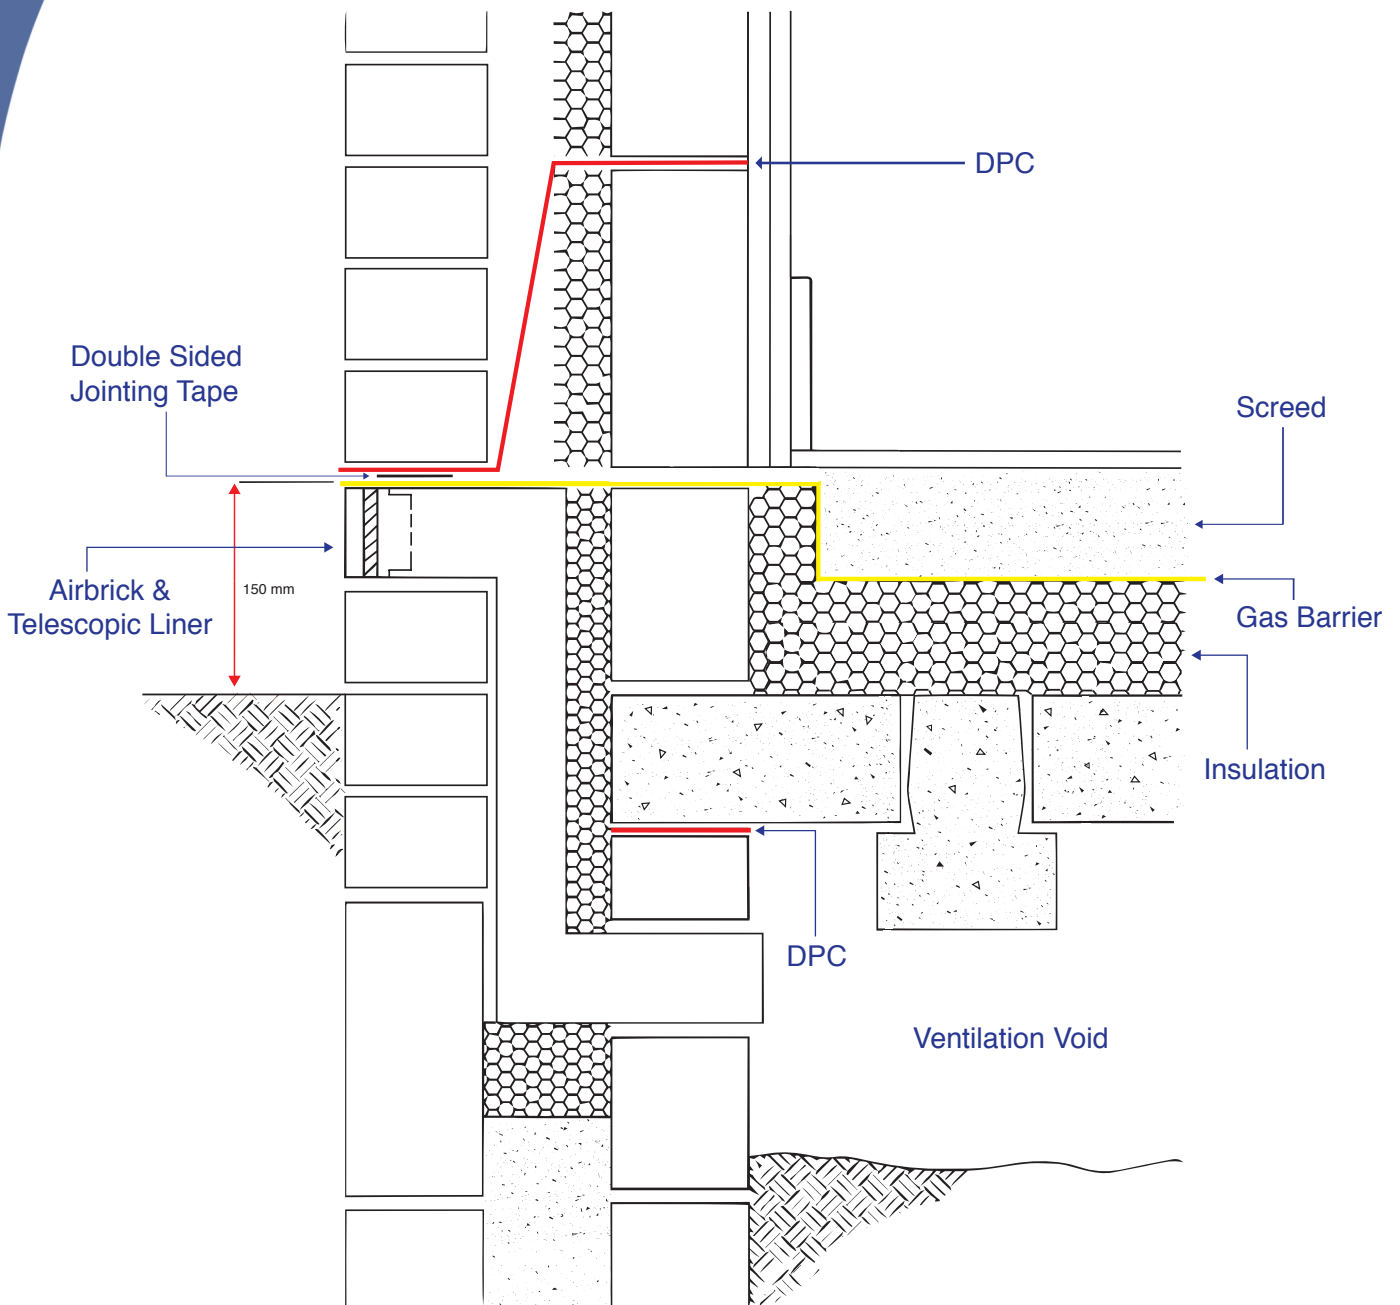 DPC
Double Sided
Jointing Tape
Screed
Airbrick &
Telescopic Liner
150 mm
Gas Barrier
Insulation
DPC
Ventilation Void